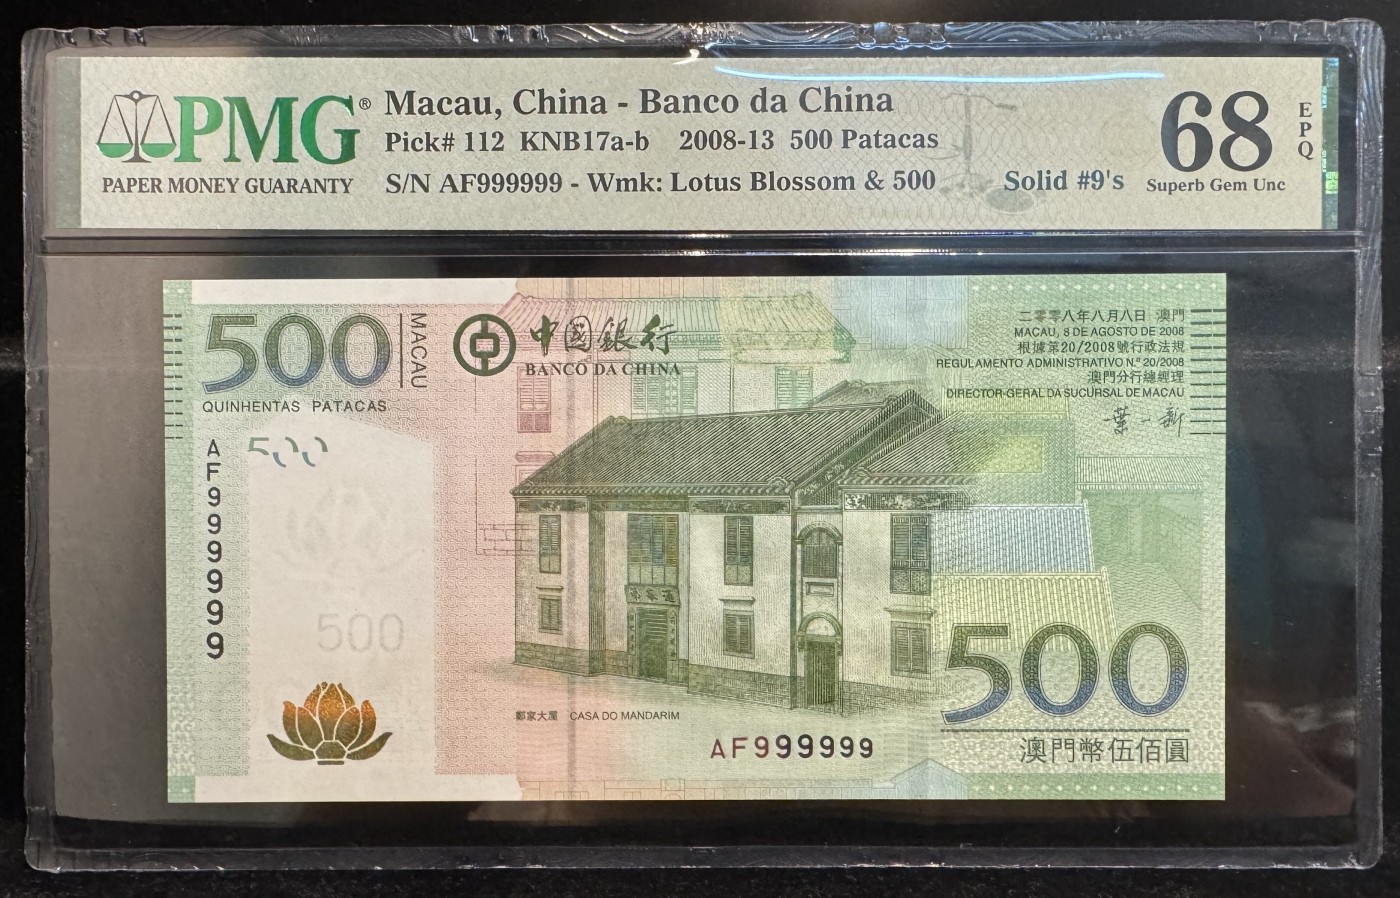 PMG®
PAPER MONEY GUARANTY
Macau, China - Banco da China
Pick# 112 KNB17a-b 2008-13 500 Patacas
S/N AF999999 - Wmk: Lotus Blossom & 500 Solid #9's
68
EPQ
Superb Gem Unc
500
MACAU
QUINHENTAS PATACAS
中國銀行
BANCO DA CHINA
二零零八年八月八日 澳門
MACAU, 8 DE AGOSTO DE 2008
根據第20/2008號行政法規
REGULAMENTO ADMINISTRATIVO N.º 20/2008
澳門分行總經理
DIRECTOR-GERAL DA SUCURSAL DE MACAU
AF999999
500
500
鄭家大屋 CASA DO MANDARIM
AF999999
500
澳門幣伍佰圓